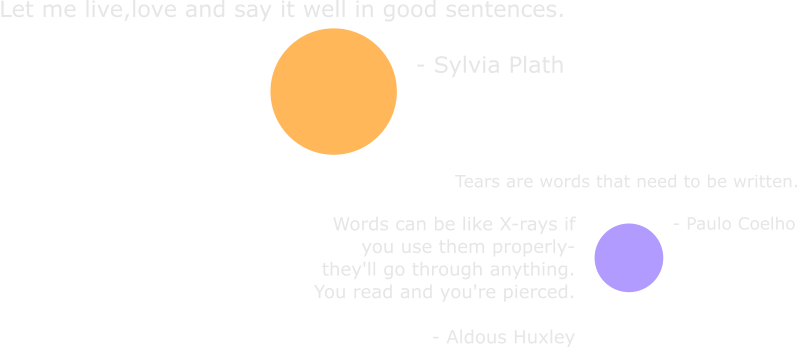 Let me live,love and say it well in good sentences.
- Sylvia Plath
Tears are words that need to be written.
- Paulo Coelho
Words can be like X-rays if
you use them properly-
they'll go through anything.
You read and you're pierced.
- Aldous Huxley